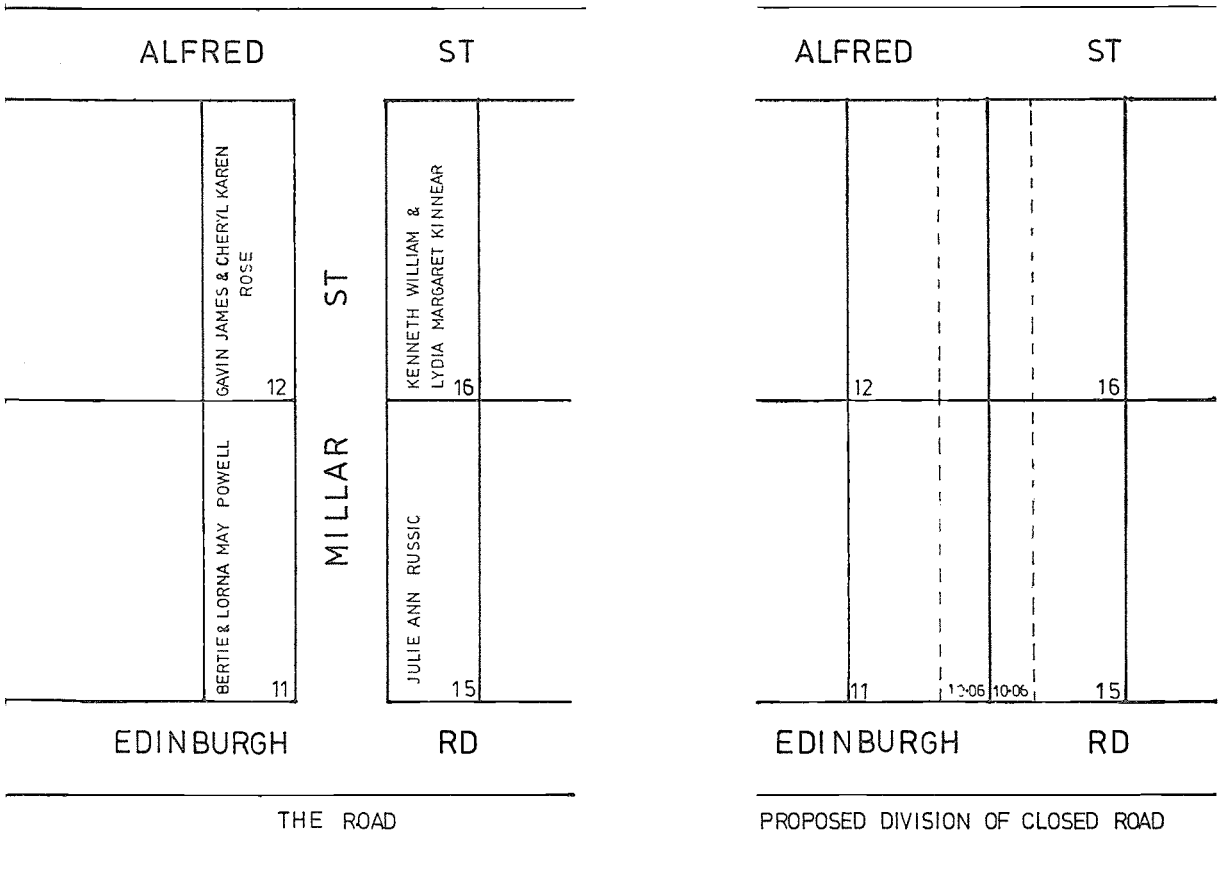 ALFRED ST
GAVIN JAMES & CHERYL KAREN
ROSE
12
MILLAR ST
KENNETH WILLIAM &
LYDIA MARGARET KINNEAR
16
BERTIE & LORNA MAY POWELL
11
JULIE ANN RUSSIC
15
EDINBURGH RD
THE ROAD
ALFRED ST
12
16
11
10·06
15
EDINBURGH RD
PROPOSED DIVISION OF CLOSED ROAD